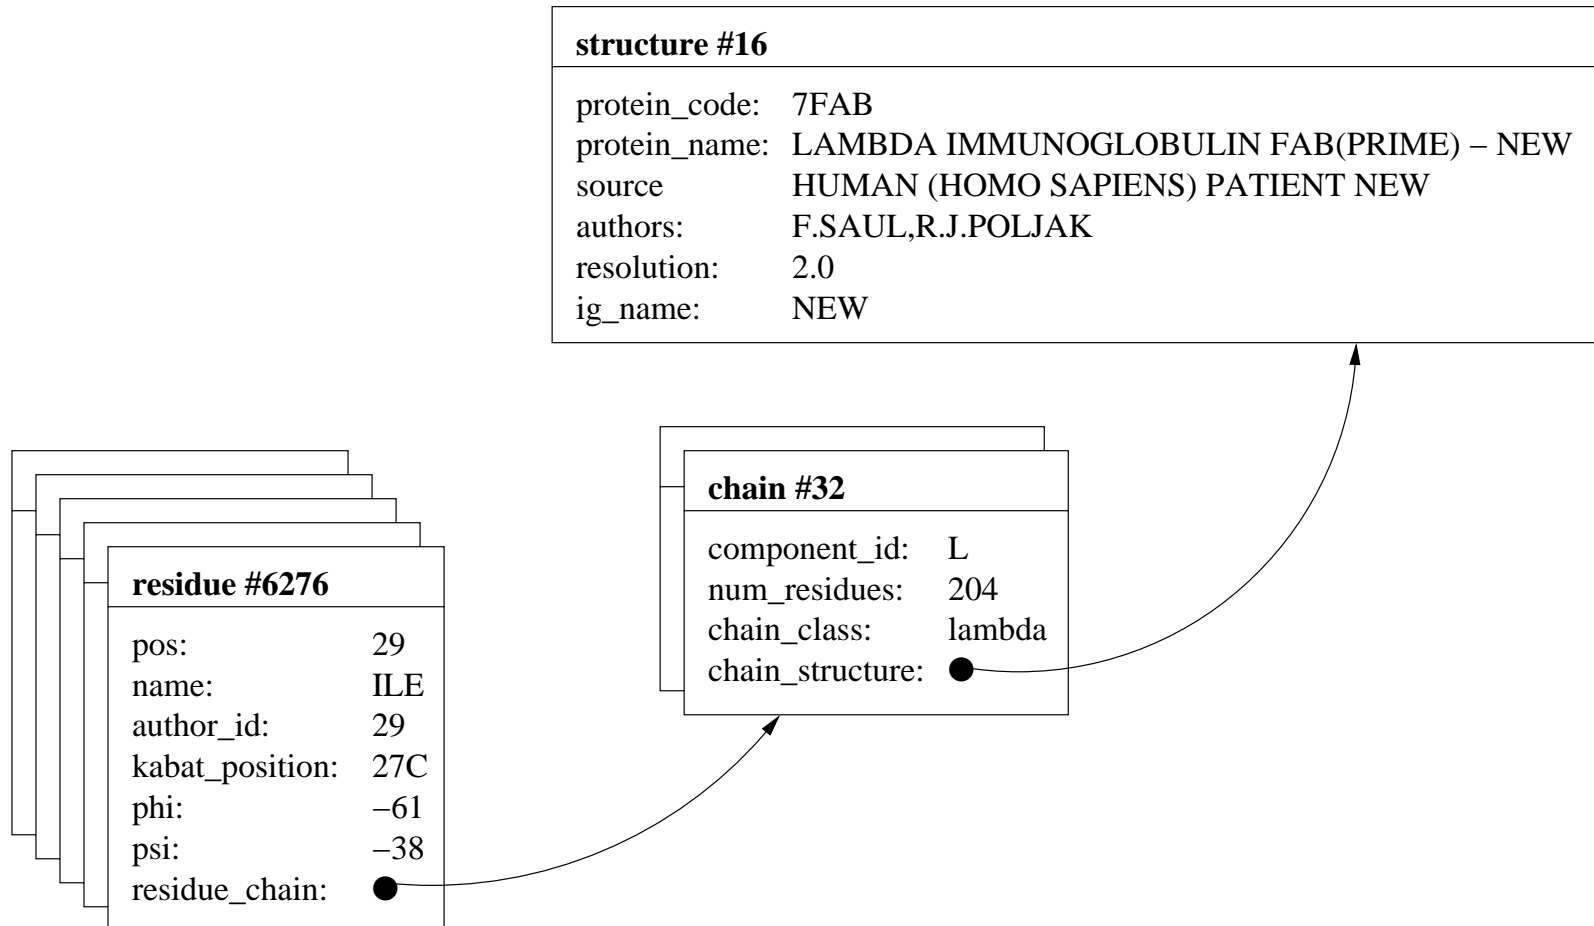 structure #16
protein_code: 7FAB
protein_name: LAMBDA IMMUNOGLOBULIN FAB(PRIME) − NEW
source HUMAN (HOMO SAPIENS) PATIENT NEW
authors: F.SAUL,R.J.POLJAK
resolution: 2.0
ig_name: NEW
chain #32
component_id: L
num_residues: 204
chain_class: lambda
chain_structure:
residue #6276
pos: 29
name: ILE
author_id: 29
kabat_position: 27C
phi: −61
psi: −38
residue_chain: